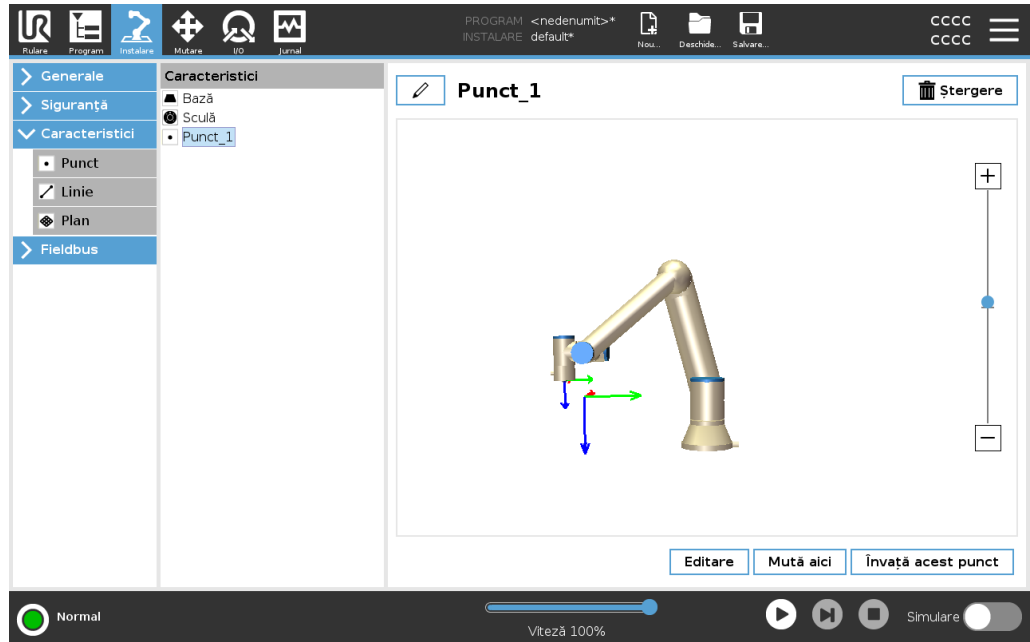 UR
Rulare
Program
Instalare
Mutare
I/O
Jurnal
PROGRAM <nedenumit>*
INSTALARE default*
Nou...
Deschide...
Salvare...
CCCC
CCCC
Generale
Siguranță
Caracteristici
Punct
Linie
Plan
Fieldbus
Caracteristici
Bază
Sculă
Punct_1
Punct_1
Ștergere
Editare
Mută aici
Învață acest punct
Normal
Viteză 100%
Simulare